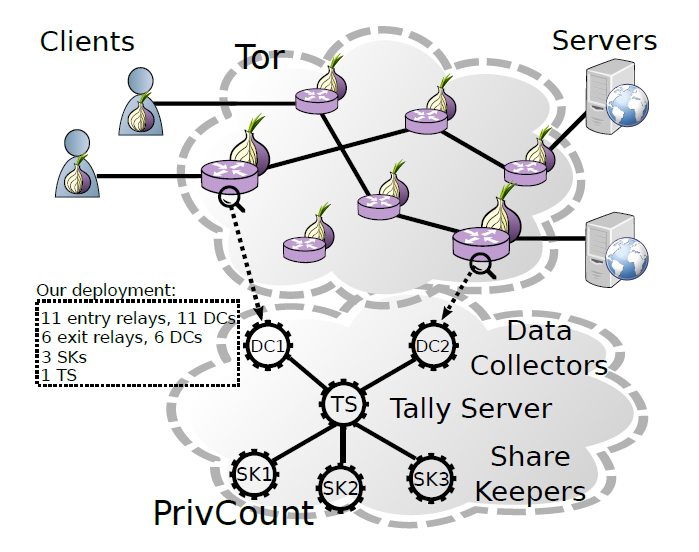 Clients
Tor
Servers
Our deployment:
11 entry relays, 11 DCs
6 exit relays, 6 DCs
3 SKs
1 TS
DC1
DC2
Data
Collectors
TS
Tally Server
SK1
SK2
SK3
Share
Keepers
PrivCount